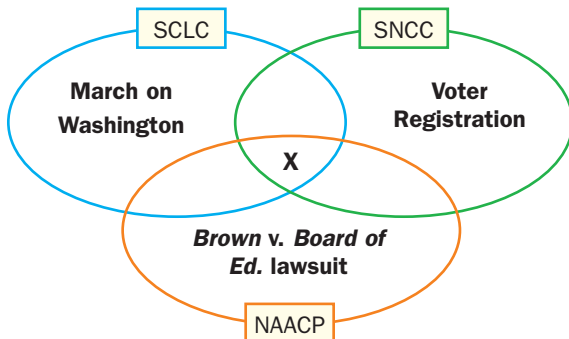 SCLC
SNCC
March on
Washington
Voter
Registration
X
Brown v. Board of
Ed. lawsuit
NAACP